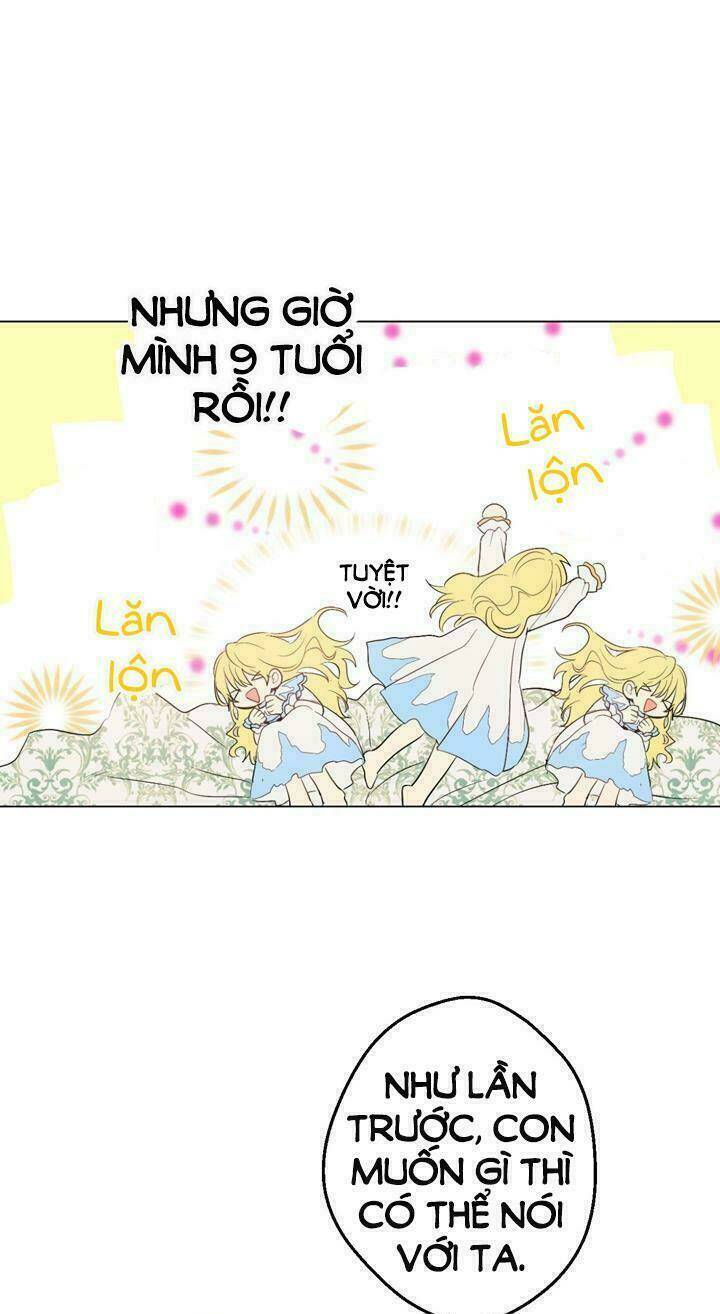 NHƯNG GIỜ
MÌNH 9 TUỔI
RỒI!!
Lăn
lộn
TUYỆT
VỜI!!
Lăn
lộn
NHƯ LẦN
TRƯỚC, CON
MUỐN GÌ THÌ
CÓ THỂ NÓI
VỚI TA.